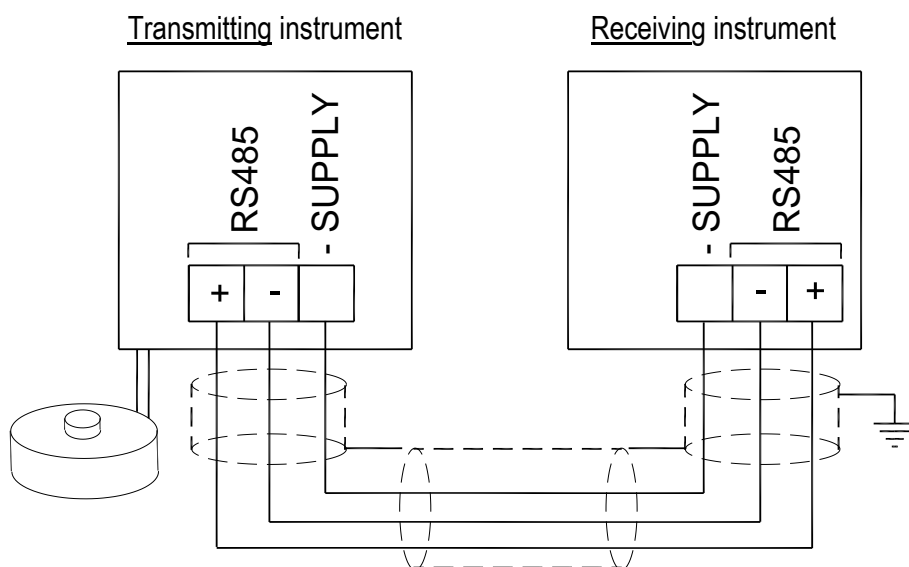 Transmitting instrument
Receiving instrument
RS485
- SUPPLY
- SUPPLY
RS485
+ -
- +